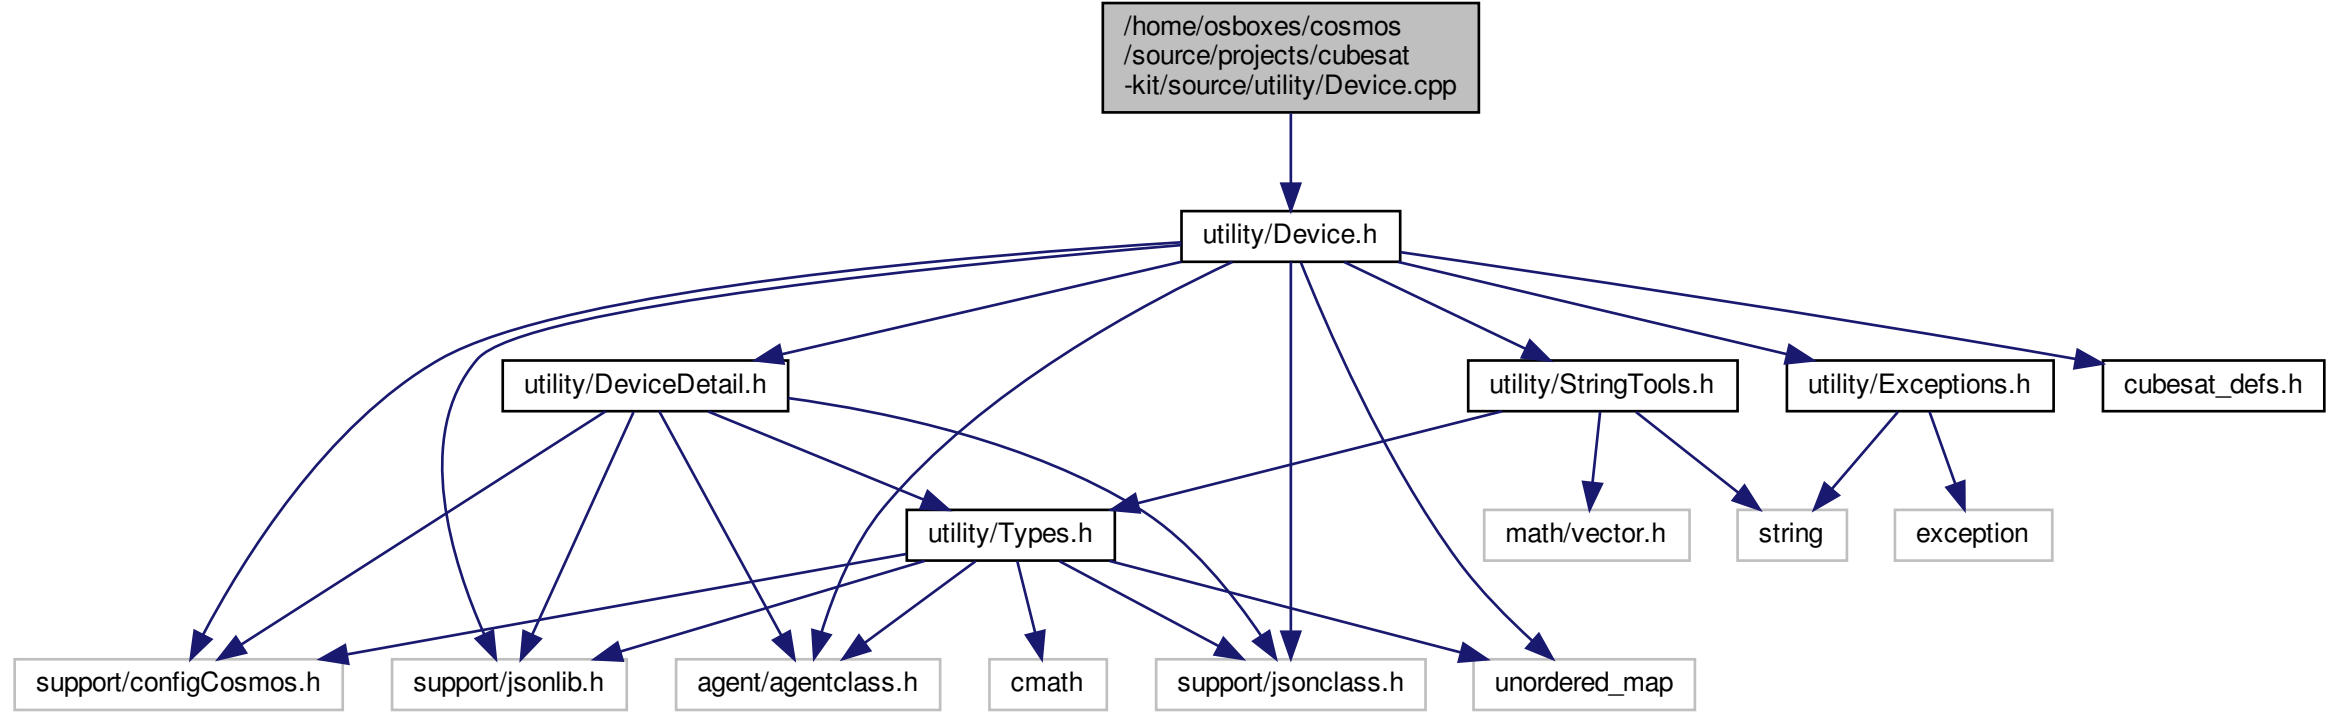 /home/osboxes/cosmos
/source/projects/cubesat
-kit/source/utility/Device.cpp
utility/Device.h
utility/DeviceDetail.h
utility/StringTools.h
utility/Exceptions.h
cubesat_defs.h
utility/Types.h
math/vector.h
string
exception
support/configCosmos.h
support/jsonlib.h
agent/agentclass.h
cmath
support/jsonclass.h
unordered_map